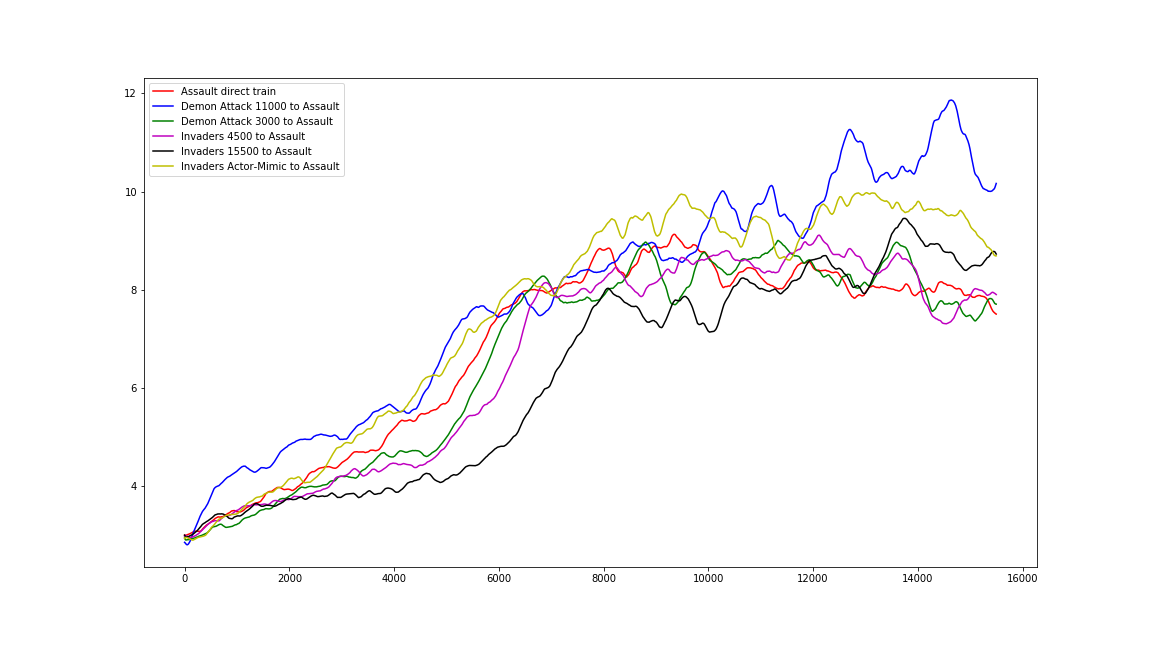 Assault direct train
Demon Attack 11000 to Assault
Demon Attack 3000 to Assault
Invaders 4500 to Assault
Invaders 15500 to Assault
Invaders Actor-Mimic to Assault
12
10
8
6
4
0 2000 4000 6000 8000 10000 12000 14000 16000